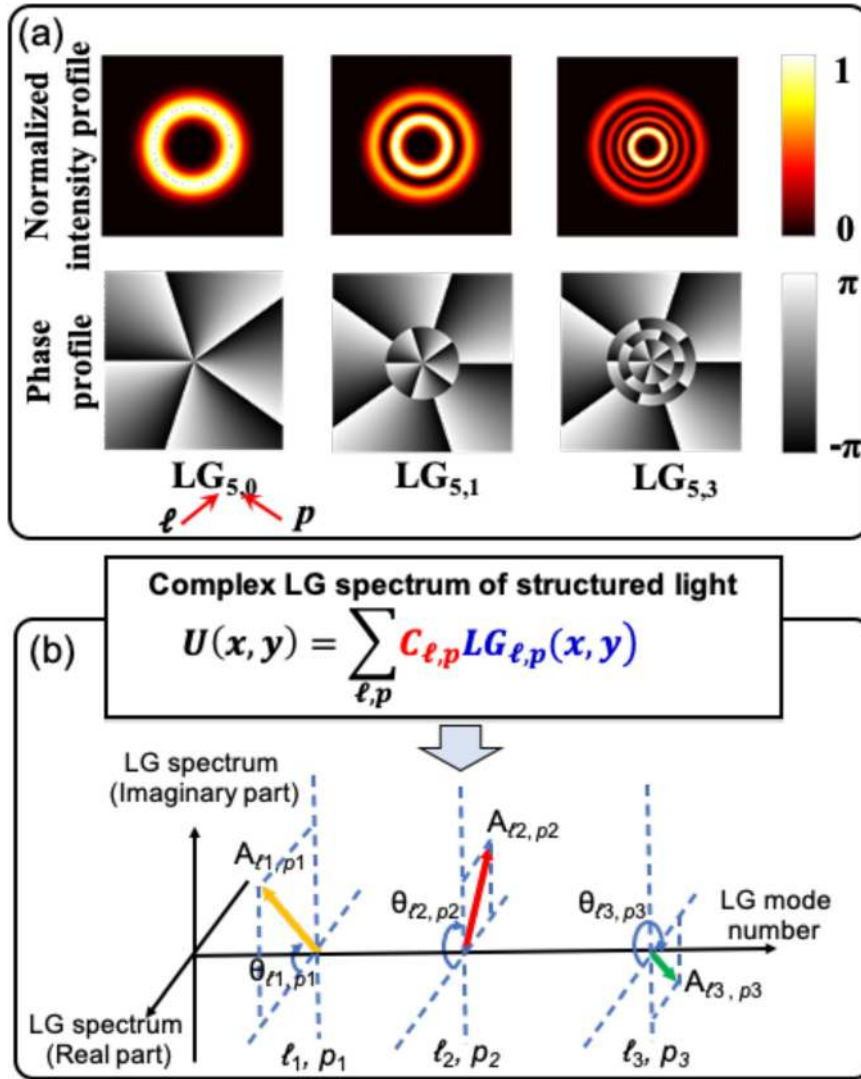 (a)
Normalized
intensity profile
1
0
Phase
profile
π
-π
LG5,0
LG5,1
LG5,3
ℓ
p
Complex LG spectrum of structured light
(b)
U(x, y) = ∑ℓ,p Cℓ,p LGℓ,p(x, y)
LG spectrum
(Imaginary part)
Aℓ1, p1
Aℓ2, p2
θℓ2, p2
θℓ3, p3
LG mode
number
θℓ1, p1
Aℓ3, p3
LG spectrum
(Real part)
ℓ1, p1
ℓ2, p2
ℓ3, p3